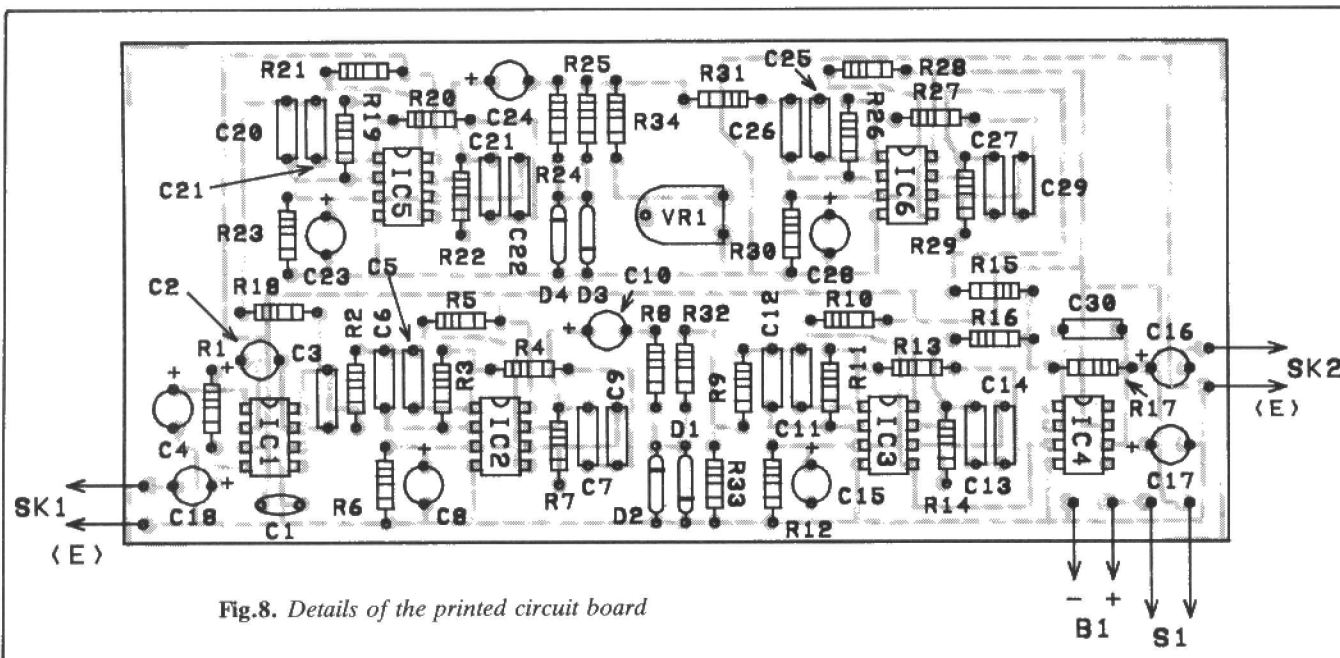 R21
C24
R25
R31
C25
R28
C20
R19
R20
C21
R34
C26
R26
R27
C27
C21
IC5
R24
IC6
C29
R23
C23
R22
C22
VR1
R30
C28
R29
C2
R18
C5
D4
D3
C10
R15
R1
C3
R2
C6
R5
R8
R32
C12
R10
R16
C30
C16
SK2
(E)
C4
IC1
R3
R4
IC2
C9
D1
R9
R11
R13
C14
R17
SK1
(E)
C18
C1
R6
C8
R7
C7
D2
R33
R12
C11
C15
IC3
R14
C13
IC4
C17
- +
B1
S1
Fig.8. Details of the printed circuit board